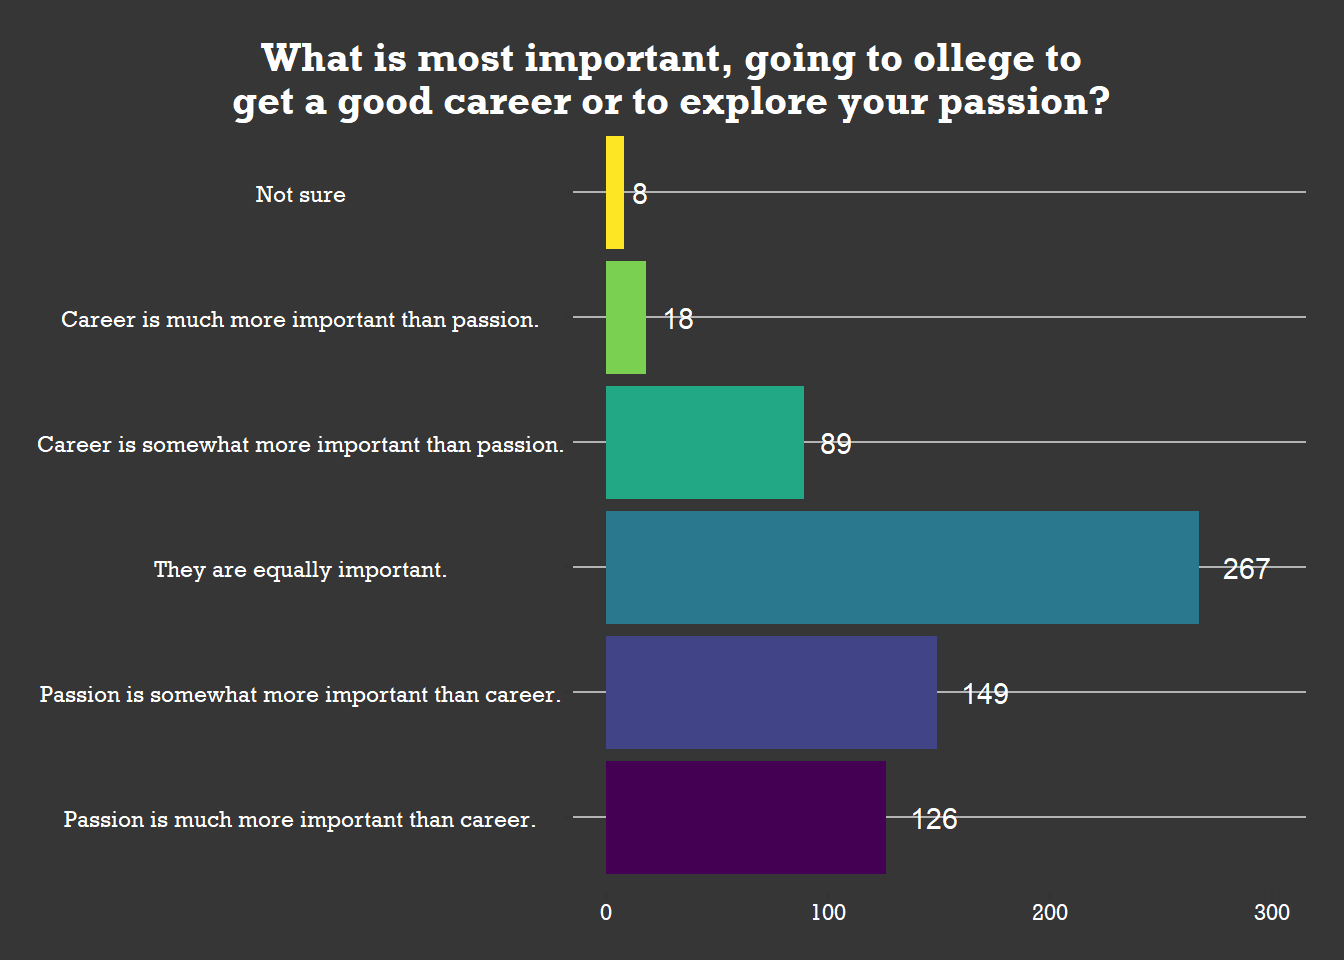 What is most important, going to ollege to
get a good career or to explore your passion?
Not sure
8
Career is much more important than passion.
18
Career is somewhat more important than passion.
89
They are equally important.
267
Passion is somewhat more important than career.
149
Passion is much more important than career.
126
0
100
200
300